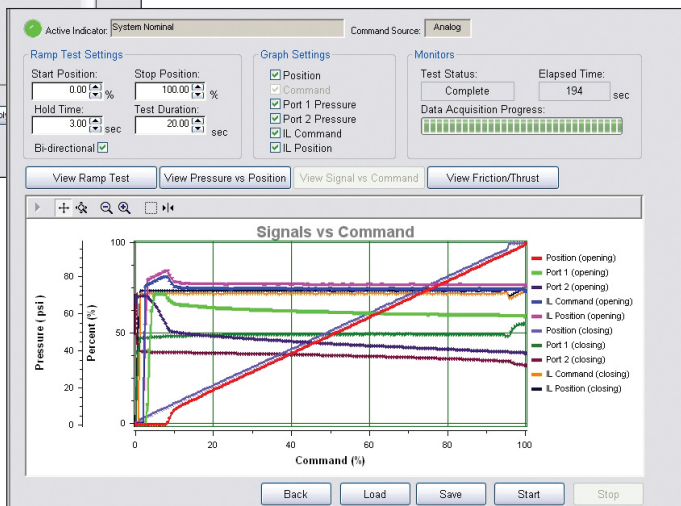 Active Indicator: System Nominal Command Source: Analog
Ramp Test Settings
Start Position: Stop Position:
0.00 % 100.00 %
Hold Time: Test Duration:
3.00 sec 20.00 sec
Bi-directional
Graph Settings
Position
Command
Port 1 Pressure
Port 2 Pressure
IL Command
IL Position
Monitors
Test Status: Elapsed Time:
Complete 194 sec
Data Acquisition Progress:
View Ramp Test View Pressure vs Position View Signal vs Command View Friction/Thrust
Signals vs Command
Pressure (psi)
80
60
40
20
0
Percent (%)
100
50
0
0 20 40 60 80 100
Command (%)
Position (opening)
Port 1 (opening)
Port 2 (opening)
IL Command (opening)
IL Position (opening)
Position (closing)
Port 1 (closing)
Port 2 (closing)
IL Command (closing)
IL Position (closing)
Back Load Save Start Stop